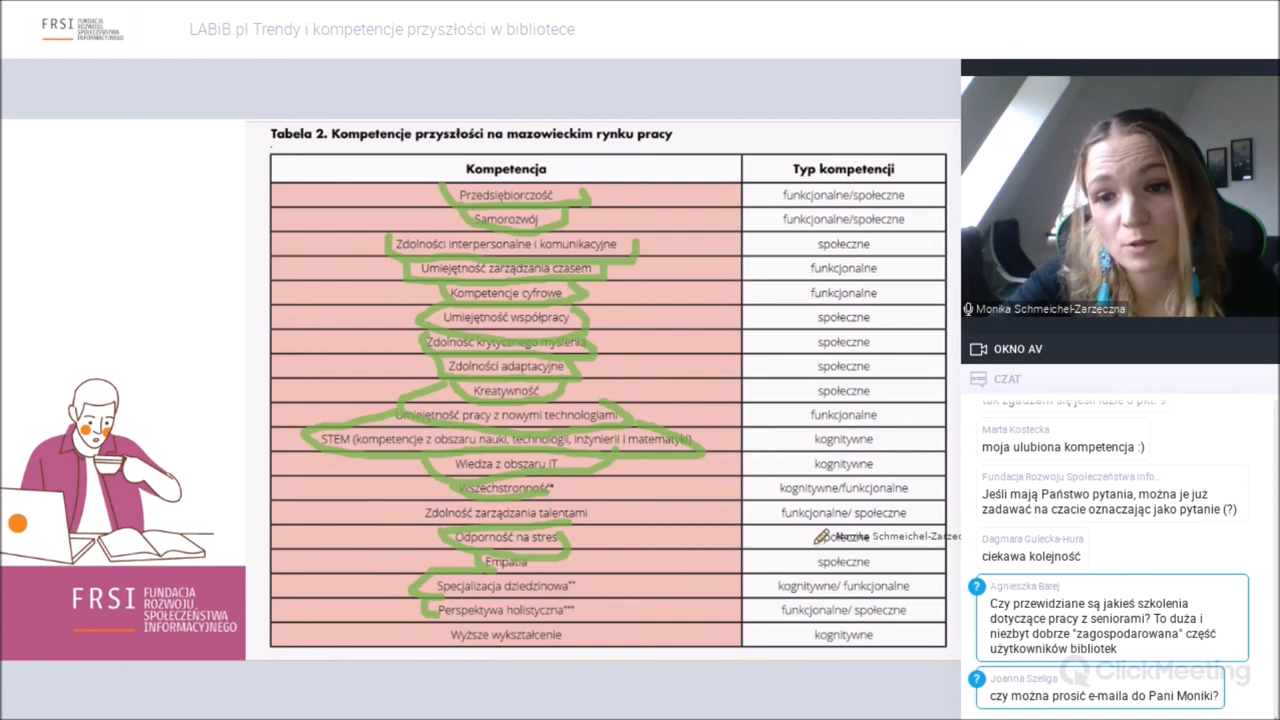 FRSI FUNDACJA
ROZWOJU
SPOŁECZEŃSTWA
INFORMACYJNEGO
LABiB.pl Trendy i kompetencje przyszłości w bibliotece
Tabela 2. Kompetencje przyszłości na mazowieckim rynku pracy
Kompetencja Typ kompetencji
Przedsiębiorczość funkcjonalne/społeczne
Samorozwój funkcjonalne/społeczne
Zdolności interpersonalne i komunikacyjne społeczne
Umiejętność zarządzania czasem funkcjonalne
Kompetencje cyfrowe funkcjonalne
Umiejętność współpracy społeczne
Zdolność krytycznego myślenia społeczne
Zdolności adaptacyjne społeczne
Kreatywność społeczne
Umiejętność pracy z nowymi technologiami funkcjonalne
STEM (kompetencje z obszaru nauki, technologii, inżynierii i matematyki) kognitywne
Wiedza z obszaru IT kognitywne
Wszechstronność* kognitywne/funkcjonalne
Zdolność zarządzania talentami funkcjonalne/ społeczne
Odporność na stres społeczne
Monika Schmeichel-Zarzec
Empatia społeczne
Specjalizacja dziedzinowa** kognitywne/ funkcjonalne
Perspektywa holistyczna*** funkcjonalne/ społeczne
Wyższe wykształcenie kognitywne
FRSI FUNDACJA
ROZWOJU
SPOŁECZEŃSTWA
INFORMACYJNEGO
Monika Schmeichel-Zarzeczna
OKNO AV
CZAT
Marta Kostecka
moja ulubiona kompetencja :)
Fundacja Rozwoju Społeczeństwa Info...
Jeśli mają Państwo pytania, można je już
zadawać na czacie oznaczając jako pytanie (?)
Dagmara Gulecka-Hura
ciekawa kolejność
? Agnieszka Barej
Czy przewidziane są jakieś szkolenia
dotyczące pracy z seniorami? To duża i
niezbyt dobrze "zagospodarowana" część
użytkowników bibliotek
ClickMeeting
? Joanna Szeliga
czy można prosić e-maila do Pani Moniki?